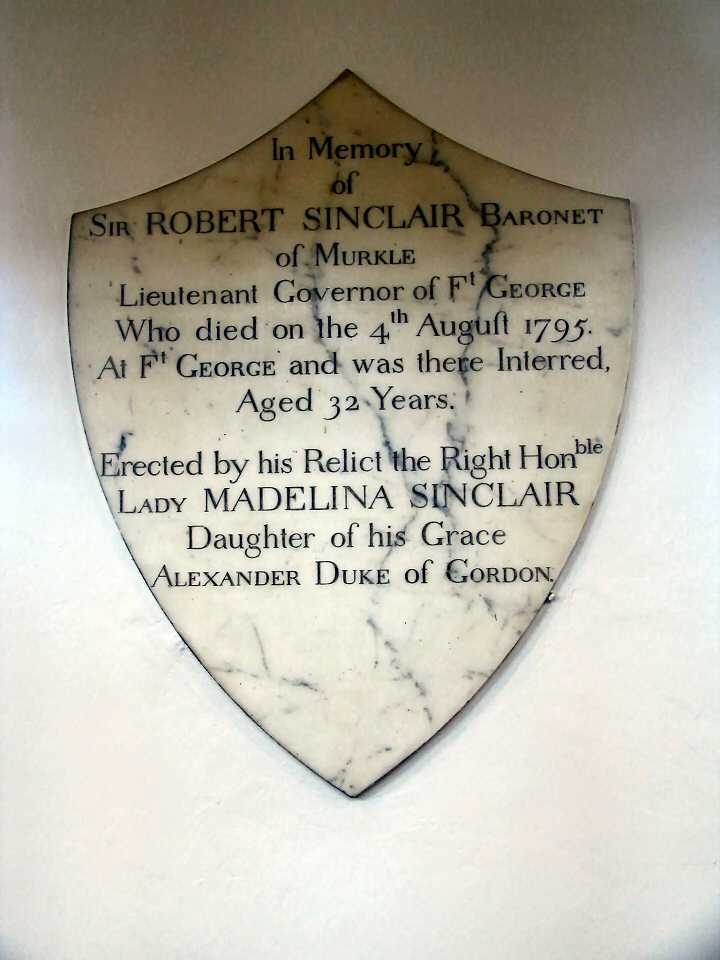 In Memory
of
SIR ROBERT SINCLAIR BARONET
of MURKLE
Lieutenant Governor of Ft GEORGE
Who died on the 4th Auguſt 1795.
At Ft GEORGE and was there Interred,
Aged 32 Years.
Erected by his Relict the Right Honble
LADY MADELINA SINCLAIR
Daughter of his Grace
ALEXANDER DUKE of GORDON.